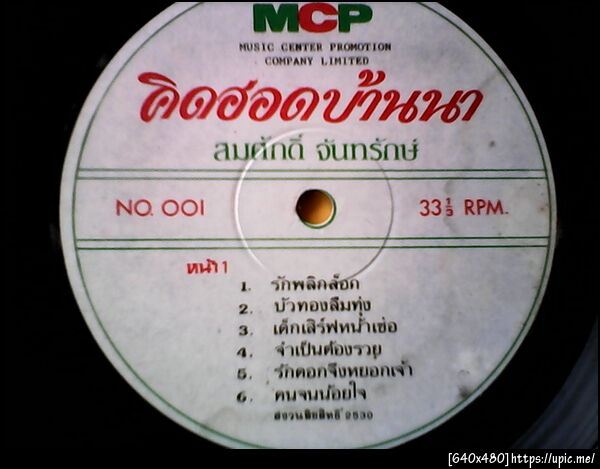 MCP
MUSIC CENTER PROMOTION
COMPANY LIMITED
คิดฮอดบ้านนา
สมศักดิ์ จันทรักษ์
NO. 001
33⅓ RPM.
หน้า 1
1. รักพลิกล็อก
2. บัวทองลืมทุ่ง
3. เด็กเสิร์ฟหน้าเซ่อ
4. จำเป็นต้องรวย
5. รักดอกจึงหยอกเจ้า
6. คนจนน้อยใจ
สงวนลิขสิทธิ์ 2530
[640x480]https://upic.me/